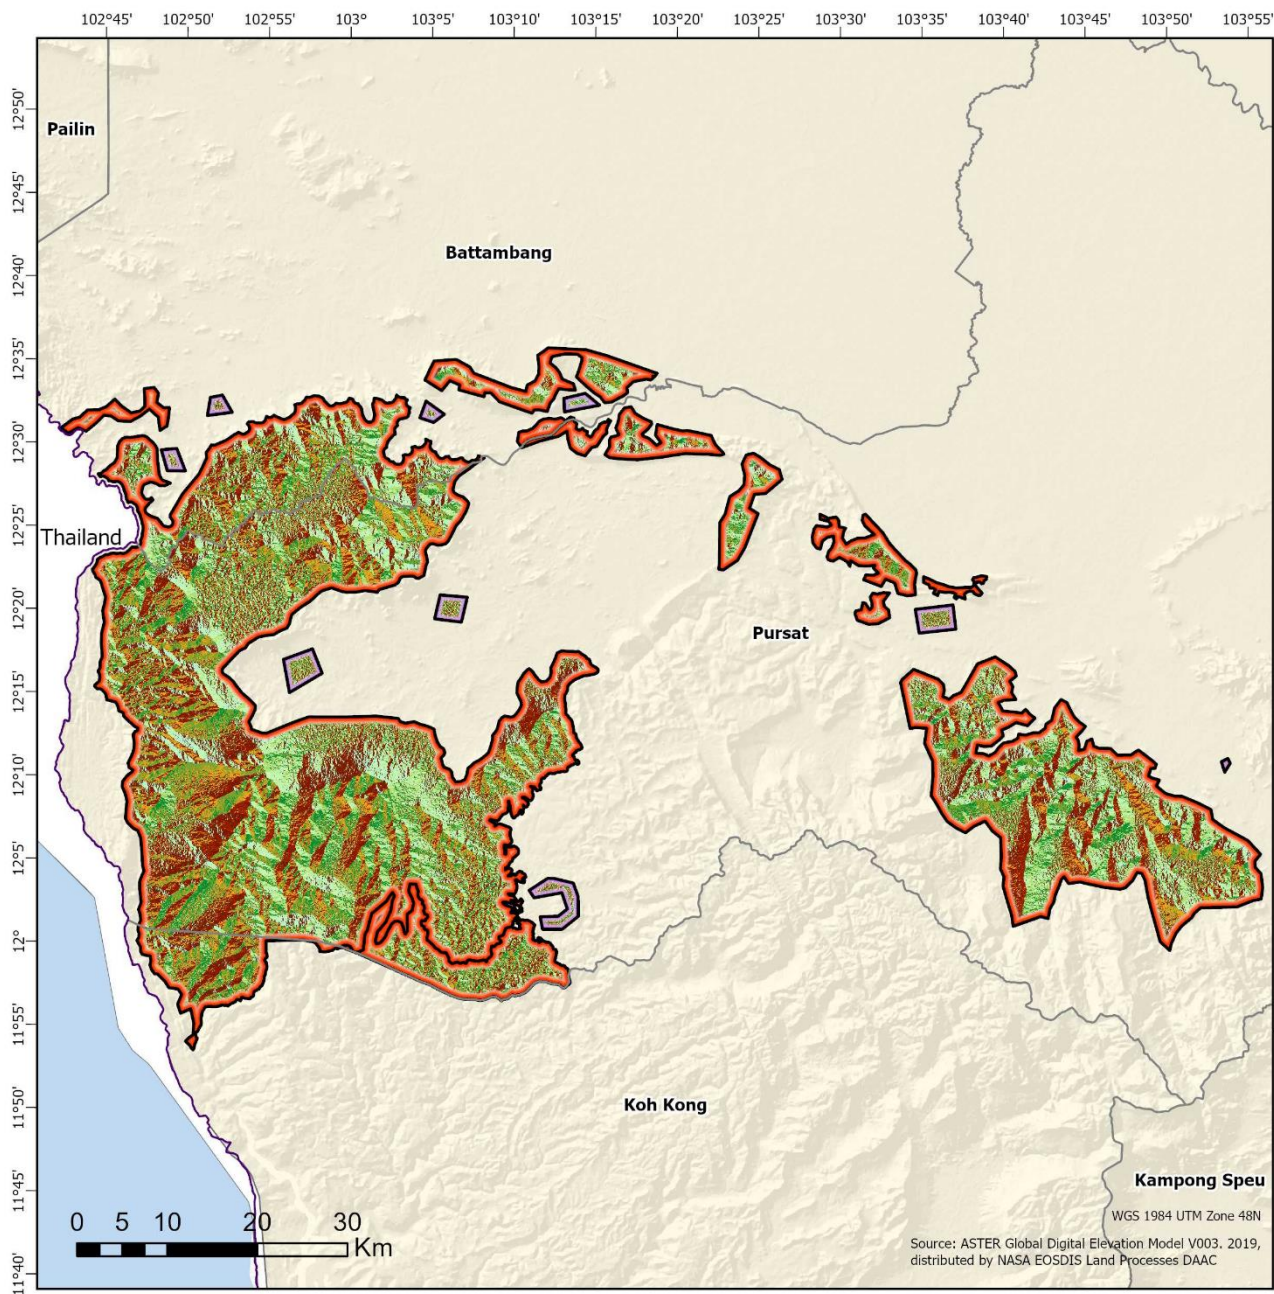 102°45' 102°50' 102°55' 103° 103°5' 103°10' 103°15' 103°20' 103°25' 103°30' 103°35' 103°40' 103°45' 103°50' 103°55'
12°50'
Pailin
12°45'
Battambang
12°40'
12°35'
12°30'
12°25'
Thailand
12°20'
Pursat
12°15'
12°10'
12°5'
12°
11°55'
11°50'
Koh Kong
11°45'
Kampong Speu
WGS 1984 UTM Zone 48N
0 5 10 20 30
Km
Source: ASTER Global Digital Elevation Model V003. 2019,
distributed by NASA EOSDIS Land Processes DAAC
11°40'